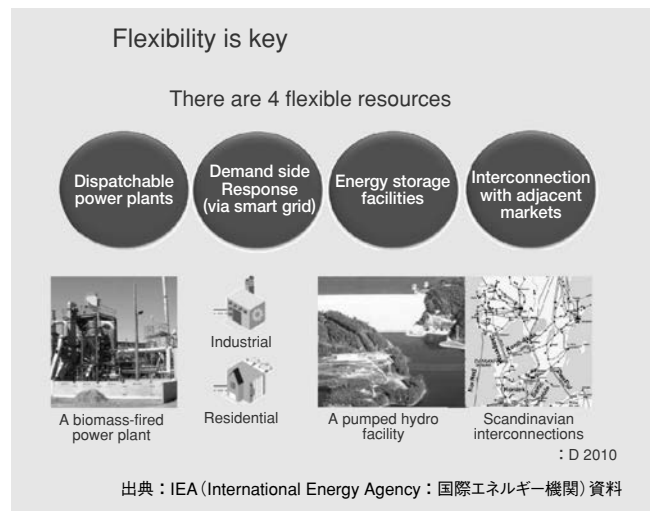 Flexibility is key
There are 4 flexible resources
Dispatchable
power plants
Demand side
Response
(via smart grid)
Energy storage
facilities
Interconnection
with adjacent
markets
Industrial
Residential
A biomass-fired
power plant
A pumped hydro
facility
Scandinavian
interconnections
：D 2010
出典：IEA（International Energy Agency：国際エネルギー機関）資料